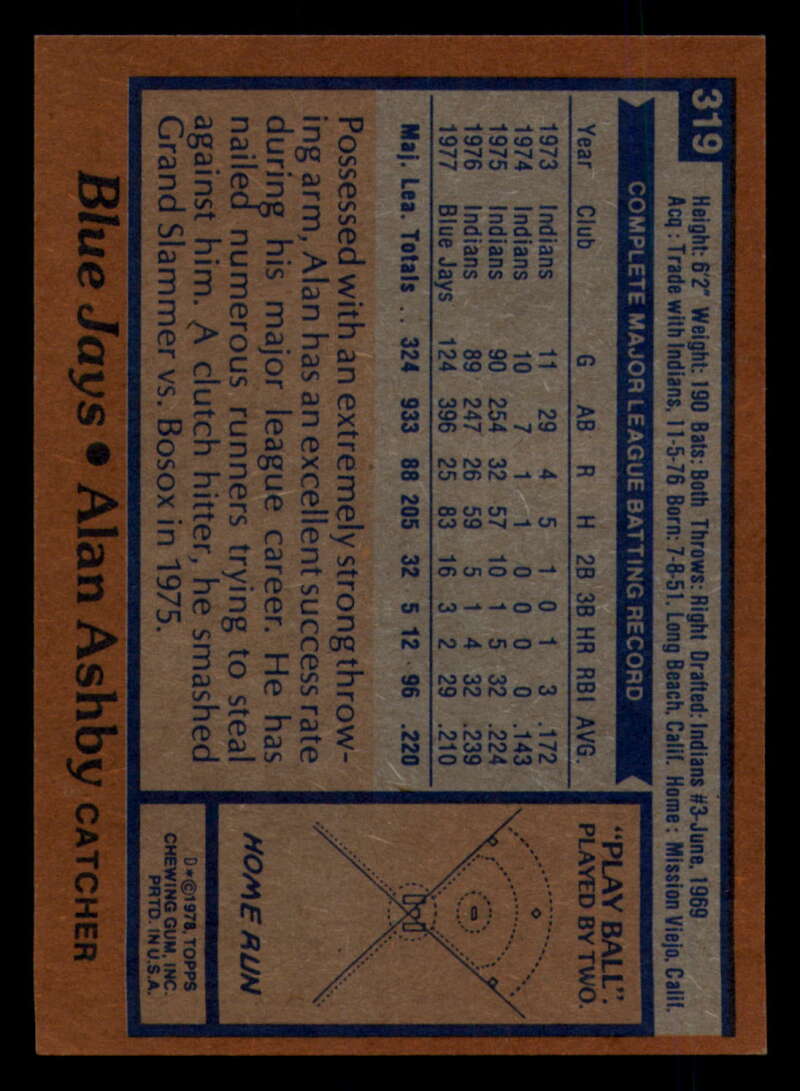 319
Height: 6'2" Weight: 190 Bats: Both Throws: Right Drafted: Indians #3-June, 1969
Acq.: Trade with Indians, 11-5-76 Born: 7-8-51, Long Beach, Calif. Home: Mission Viejo, Calif.
COMPLETE MAJOR LEAGUE BATTING RECORD
Year Club G AB R H 2B 3B HR RBI AVG.
1973 Indians 11 29 4 5 1 0 1 3 .172
1974 Indians 10 7 1 1 0 0 0 0 .143
1975 Indians 90 254 32 57 10 1 5 32 .224
1976 Indians 89 247 26 59 5 1 4 32 .239
1977 Blue Jays 124 396 25 83 16 3 2 29 .210
Maj. Lea. Totals .. 324 933 88 205 32 5 12 96 .220
Possessed with an extremely strong throw-
ing arm, Alan has an excellent success rate
during his major league career. He has
nailed numerous runners trying to steal
against him. A clutch hitter, he smashed
Grand Slammer vs. Bosox in 1975.
"PLAY BALL".
PLAYED BY TWO.
HOME RUN
D*©1978, TOPPS
CHEWING GUM, INC.
PRTD. IN U.S.A.
Blue Jays • Alan Ashby CATCHER